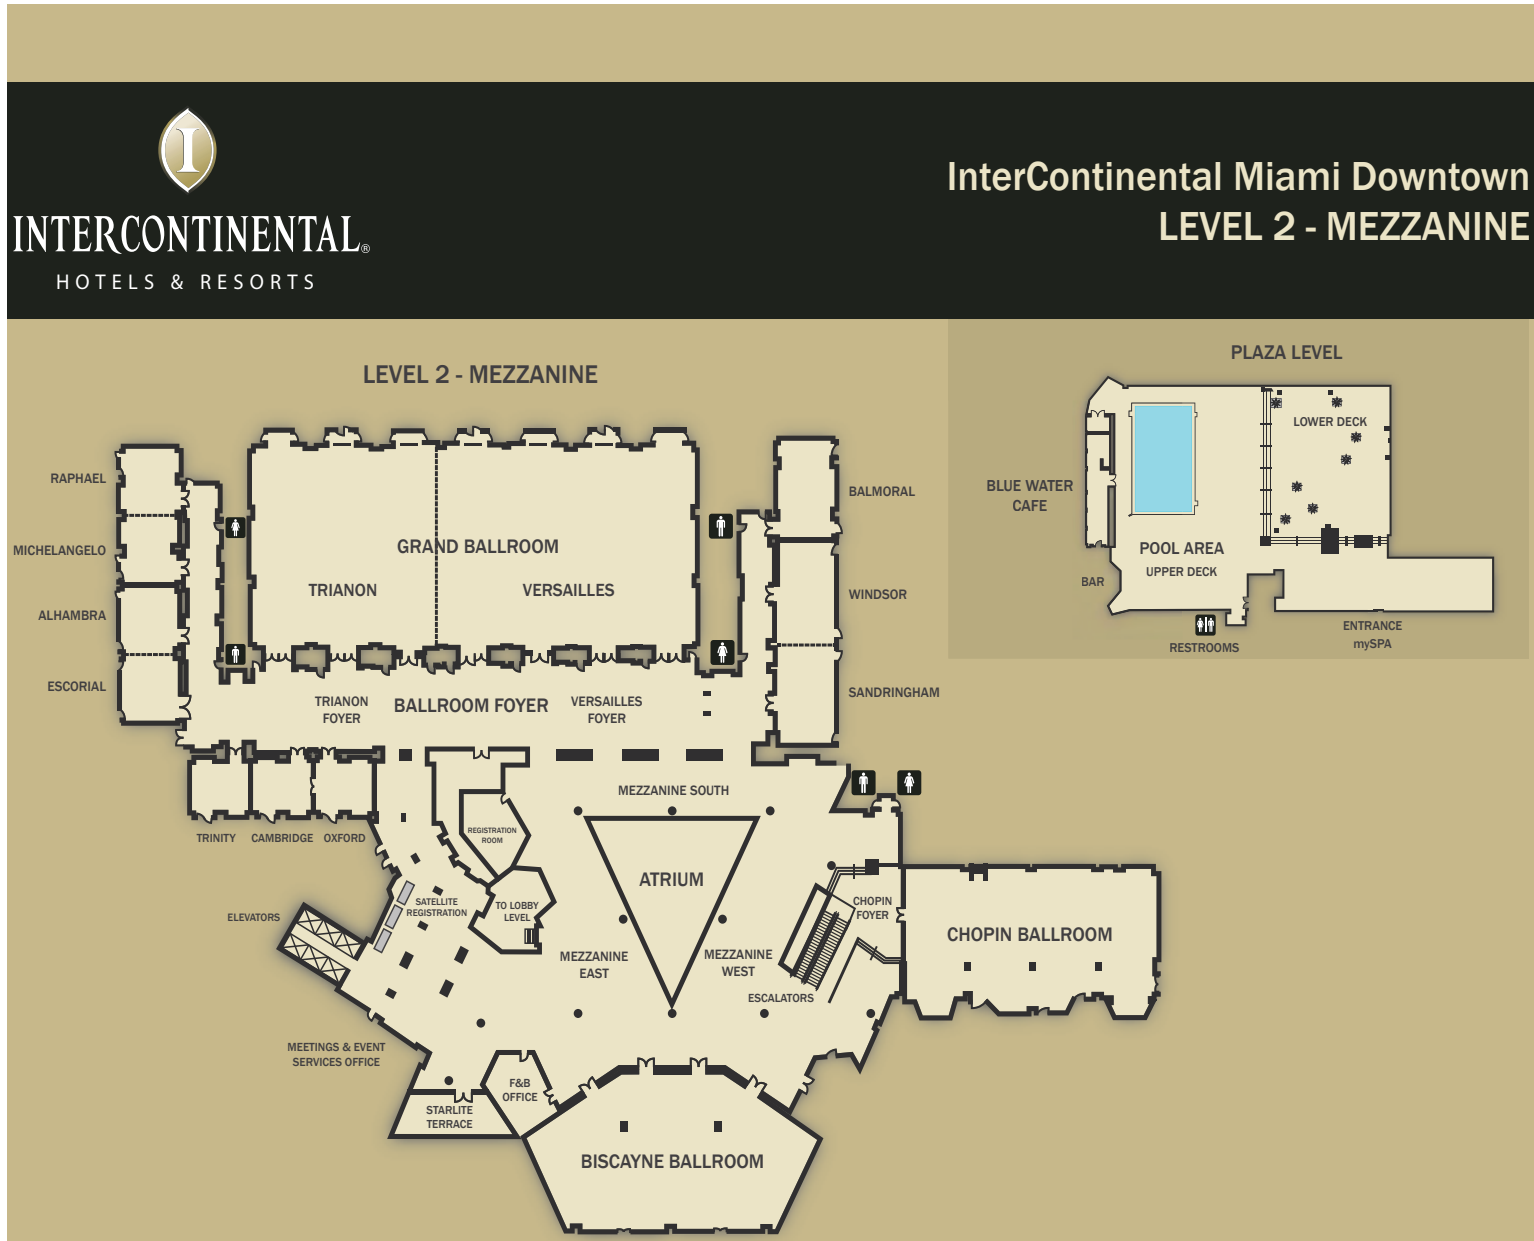 I
INTERCONTINENTAL®
HOTELS & RESORTS
InterContinental Miami Downtown
LEVEL 2 - MEZZANINE
LEVEL 2 - MEZZANINE
PLAZA LEVEL
LOWER DECK
BLUE WATER
CAFE
POOL AREA
UPPER DECK
BAR
RESTROOMS
ENTRANCE
mySPA
RAPHAEL
MICHELANGELO
ALHAMBRA
ESCORIAL
GRAND BALLROOM
TRIANON
VERSAILLES
BALMORAL
WINDSOR
SANDRINGHAM
TRIANON
FOYER
BALLROOM FOYER
VERSAILLES
FOYER
MEZZANINE SOUTH
TRINITY
CAMBRIDGE
OXFORD
REGISTRATION
ROOM
ATRIUM
SATELLITE
REGISTRATION
TO LOBBY
LEVEL
ELEVATORS
CHOPIN
FOYER
CHOPIN BALLROOM
MEZZANINE
EAST
MEZZANINE
WEST
ESCALATORS
MEETINGS & EVENT
SERVICES OFFICE
F&B
OFFICE
STARLITE
TERRACE
BISCAYNE BALLROOM